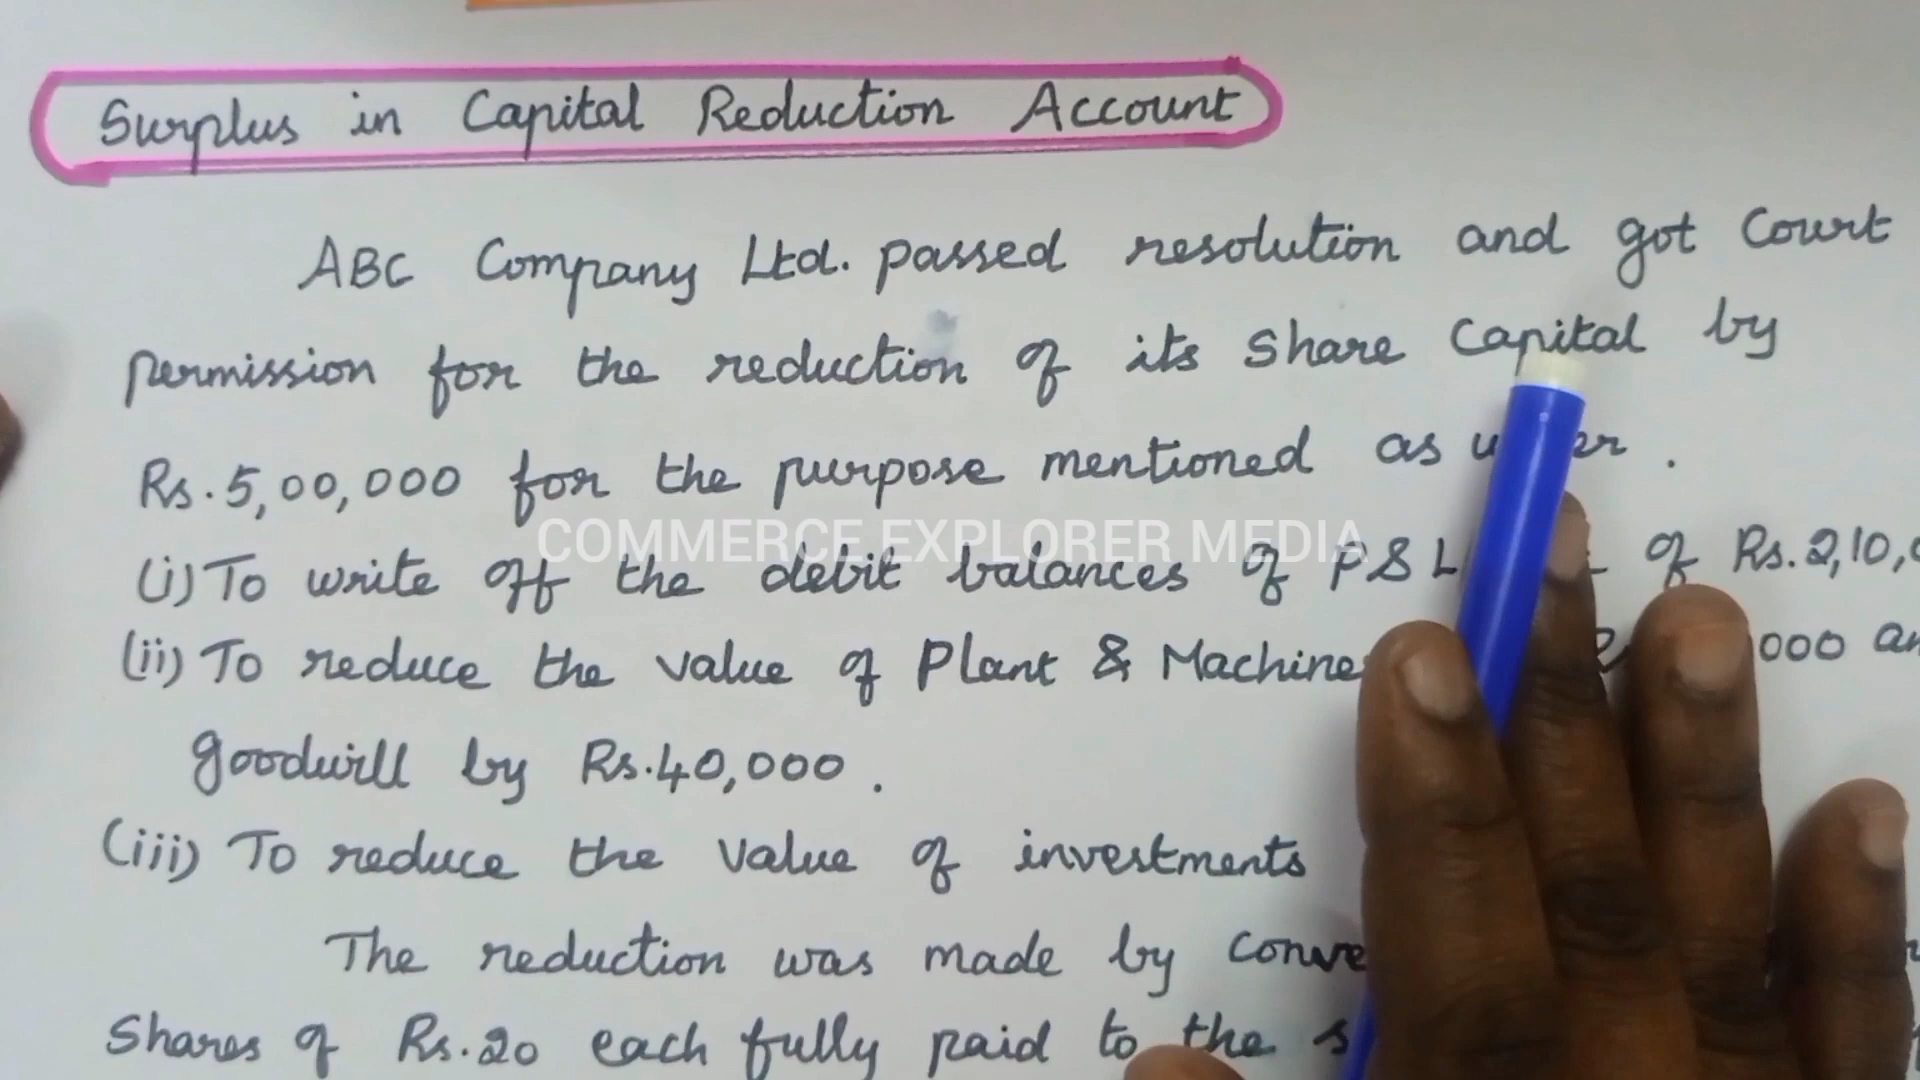 Surplus in Capital Reduction Account
ABC Company Ltd. passed resolution and got Court
permission for the reduction of its Share Capital by
Rs.5,00,000 for the purpose mentioned as
COMMERCE EXPLORER MEDIA
(i) To write off the debit balances of P&L of Rs.2,10,
(ii) To reduce the value of Plant & 000
goodwill by Rs.40,000.
(iii) To reduce the value of investments
The reduction was made by
Shares of Rs.20 each fully paid to the